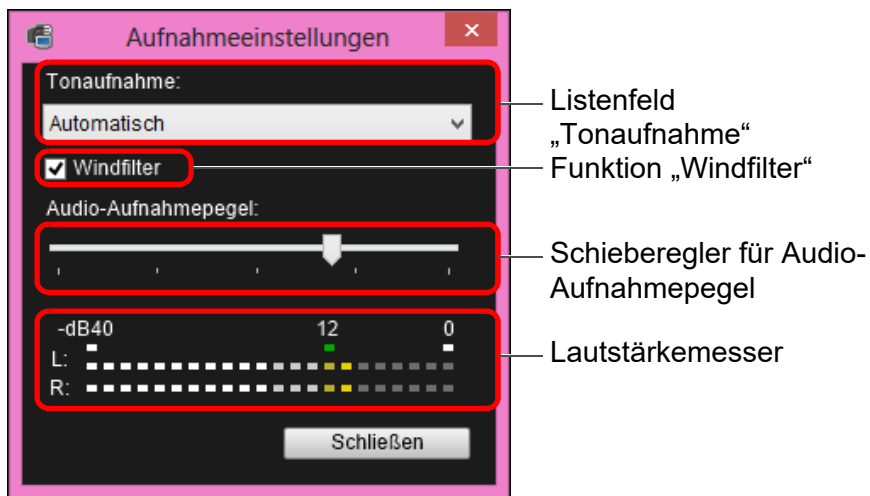 Aufnahmeeinstellungen
Tonaufnahme:
Automatisch
Listenfeld
„Tonaufnahme“
Windfilter
Funktion „Windfilter“
Audio-Aufnahmepegel:
Schieberegler für Audio-
Aufnahmepegel
-dB40 12 0
L:
R:
Lautstärkemesser
Schließen